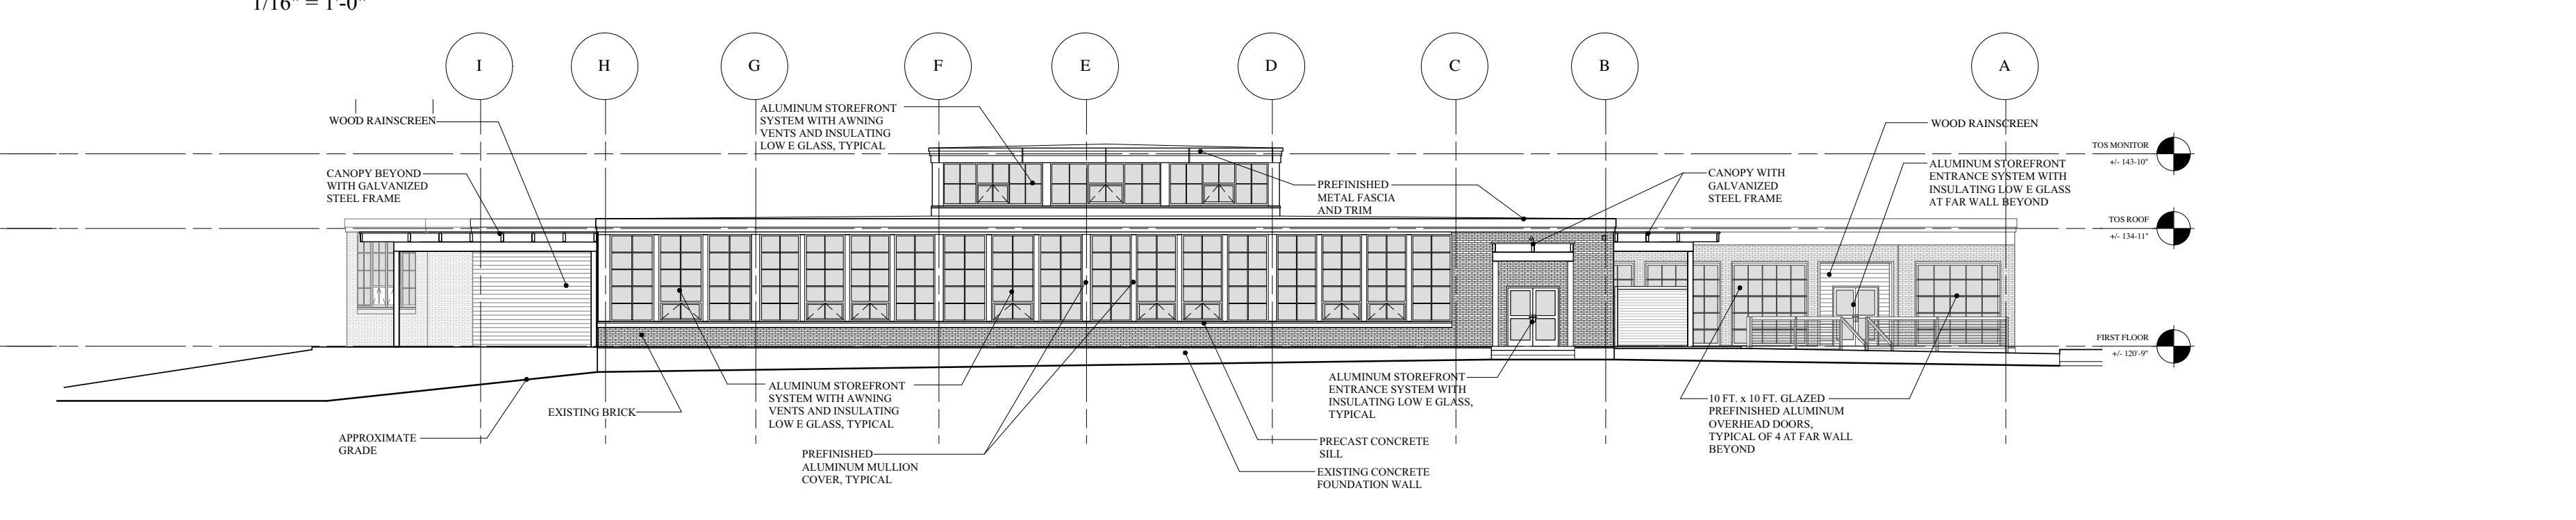 1/16" = 1'-0"
I H G F E D C B A
ALUMINUM STOREFRONT
SYSTEM WITH AWNING
VENTS AND INSULATING
LOW E GLASS, TYPICAL
WOOD RAINSCREEN
WOOD RAINSCREEN
TOS MONITOR
+/- 143-10"
CANOPY BEYOND
WITH GALVANIZED
STEEL FRAME
PREFINISHED
METAL FASCIA
AND TRIM
CANOPY WITH
GALVANIZED
STEEL FRAME
ALUMINUM STOREFRONT
ENTRANCE SYSTEM WITH
INSULATING LOW E GLASS
AT FAR WALL BEYOND
TOS ROOF
+/- 134-11"
FIRST FLOOR
+/- 120'-9"
APPROXIMATE
GRADE
EXISTING BRICK
ALUMINUM STOREFRONT
SYSTEM WITH AWNING
VENTS AND INSULATING
LOW E GLASS, TYPICAL
PREFINISHED
ALUMINUM MULLION
COVER, TYPICAL
ALUMINUM STOREFRONT
ENTRANCE SYSTEM WITH
INSULATING LOW E GLASS,
TYPICAL
PRECAST CONCRETE
SILL
EXISTING CONCRETE
FOUNDATION WALL
10 FT. x 10 FT. GLAZED
PREFINISHED ALUMINUM
OVERHEAD DOORS,
TYPICAL OF 4 AT FAR WALL
BEYOND